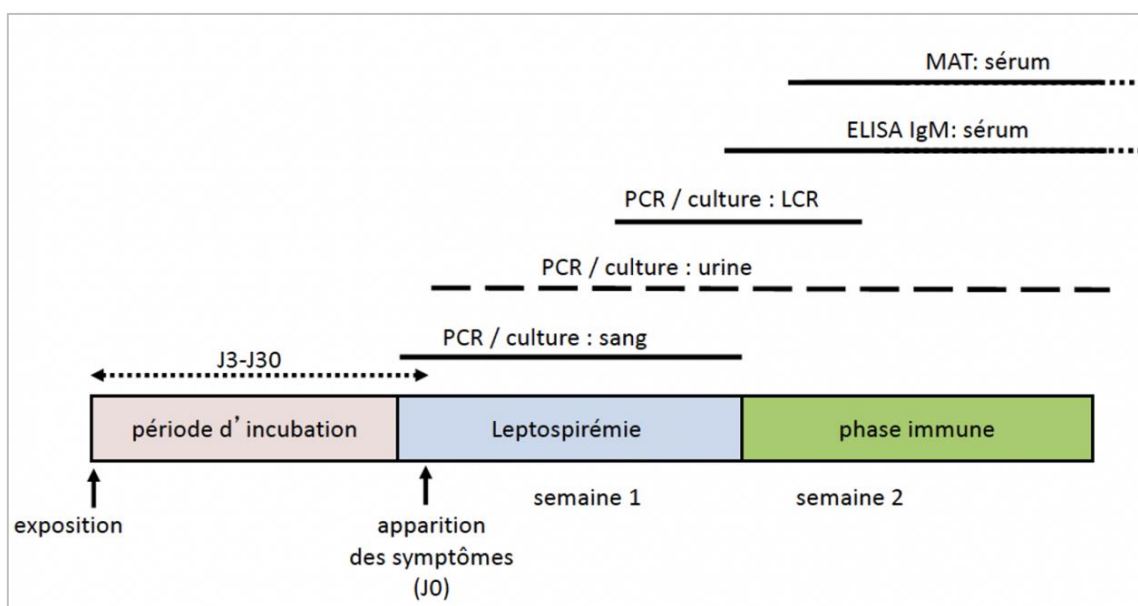 MAT: sérum
ELISA IgM: sérum
PCR / culture : LCR
PCR / culture : urine
PCR / culture : sang
J3-J30
période d’ incubation
Leptospirémie
phase immune
semaine 1
semaine 2
exposition
apparition
des symptômes
(J0)